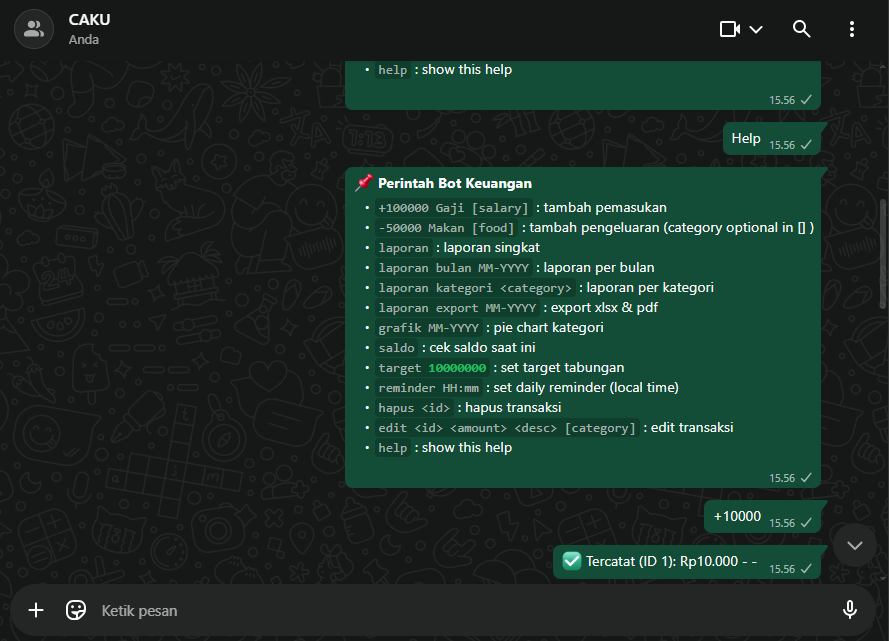 CAKU
Anda
help : show this help
15.56
Help 15.56
Perintah Bot Keuangan
• +100000 Gaji [salary] : tambah pemasukan
• -50000 Makan [food] : tambah pengeluaran (category optional in [] )
• laporan : laporan singkat
• laporan bulan MM-YYYY : laporan per bulan
• laporan kategori <category> : laporan per kategori
• laporan export MM-YYYY : export xlsx & pdf
• grafik MM-YYYY : pie chart kategori
• saldo : cek saldo saat ini
• target 10000000 : set target tabungan
• reminder HH:mm : set daily reminder (local time)
• hapus <id> : hapus transaksi
• edit <id> <amount> <desc> [category] : edit transaksi
• help : show this help
15.56
+10000 15.56
Tercatat (ID 1): Rp10.000 - - 15.56
Ketik pesan